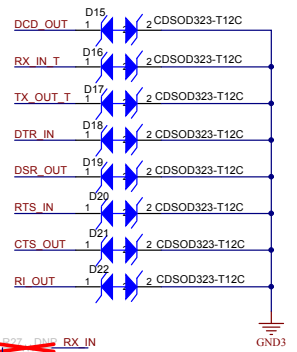 D15
DCD_OUT 1 2 CDSOD323-T12C
D16
RX_IN_T 1 2 CDSOD323-T12C
D17
TX_OUT_T 1 2 CDSOD323-T12C
D18
DTR_IN 1 2 CDSOD323-T12C
D19
DSR_OUT 1 2 CDSOD323-T12C
D20
RTS_IN 1 2 CDSOD323-T12C
D21
CTS_OUT 1 2 CDSOD323-T12C
D22
RI_OUT 1 2 CDSOD323-T12C
GND3
R27 DNP RX_IN